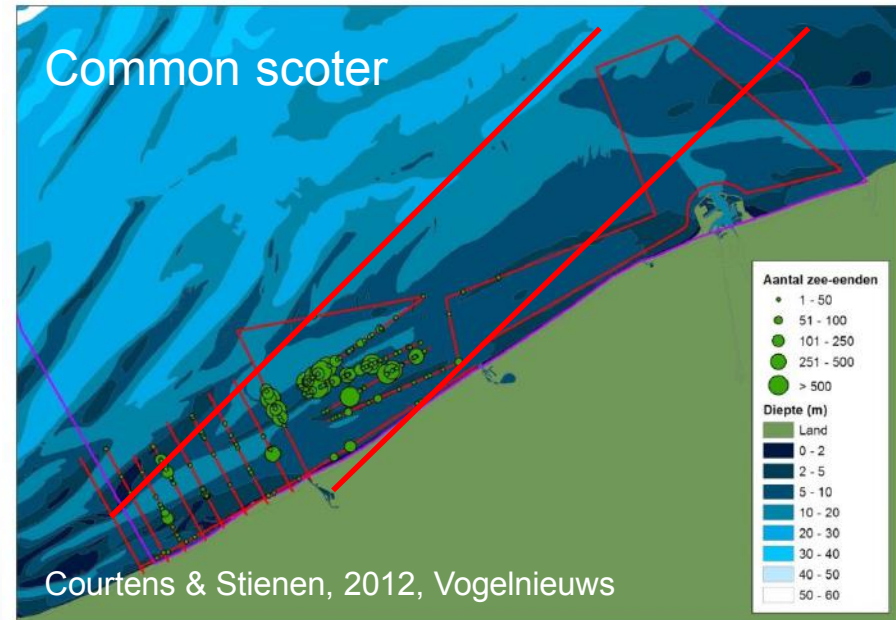 Common scoter
Aantal zee-eenden
1 - 50
51 - 100
101 - 250
251 - 500
> 500
Diepte (m)
Land
0 - 2
2 - 5
5 - 10
10 - 20
20 - 30
30 - 40
40 - 50
50 - 60
Courtens & Stienen, 2012, Vogelnieuws